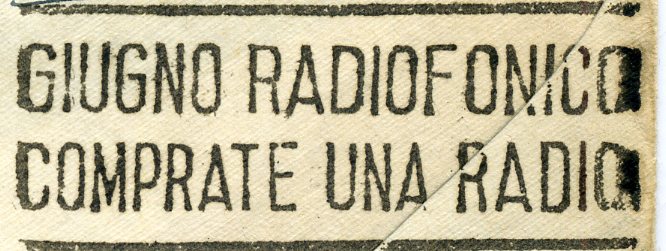 GIUGNO RADIOFONICO
COMPRATE UNA RADIO